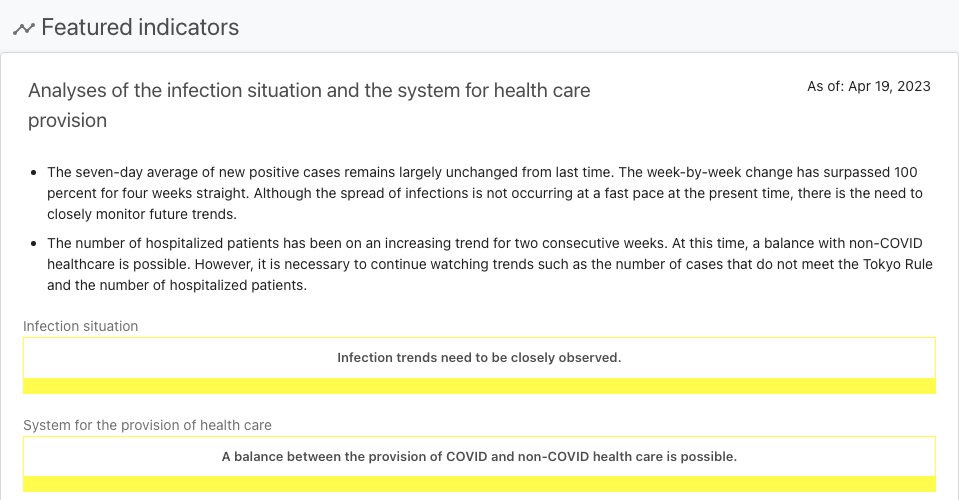 Featured indicators
Analyses of the infection situation and the system for health care
provision
As of: Apr 19, 2023
The seven-day average of new positive cases remains largely unchanged from last time. The week-by-week change has surpassed 100
percent for four weeks straight. Although the spread of infections is not occurring at a fast pace at the present time, there is the need to
closely monitor future trends.
The number of hospitalized patients has been on an increasing trend for two consecutive weeks. At this time, a balance with non-COVID
healthcare is possible. However, it is necessary to continue watching trends such as the number of cases that do not meet the Tokyo Rule
and the number of hospitalized patients.
Infection situation
Infection trends need to be closely observed.
System for the provision of health care
A balance between the provision of COVID and non-COVID health care is possible.